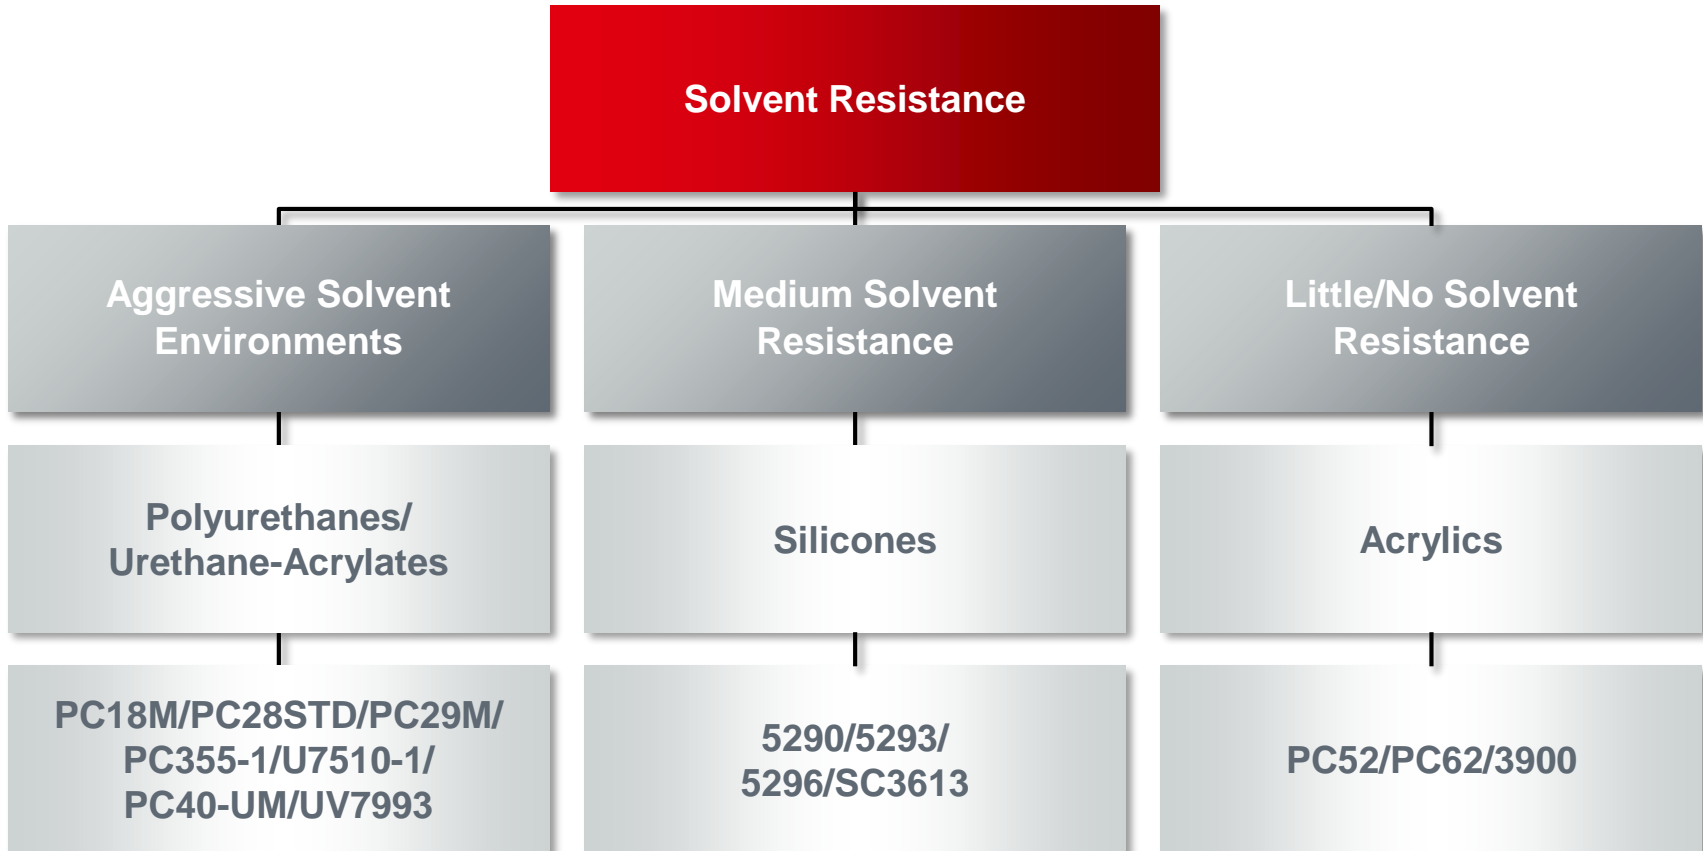 Solvent Resistance
Aggressive Solvent
Environments
Medium Solvent
Resistance
Little/No Solvent
Resistance
Polyurethanes/
Urethane-Acrylates
Silicones
Acrylics
PC18M/PC28STD/PC29M/
PC355-1/U7510-1/
PC40-UM/UV7993
5290/5293/
5296/SC3613
PC52/PC62/3900